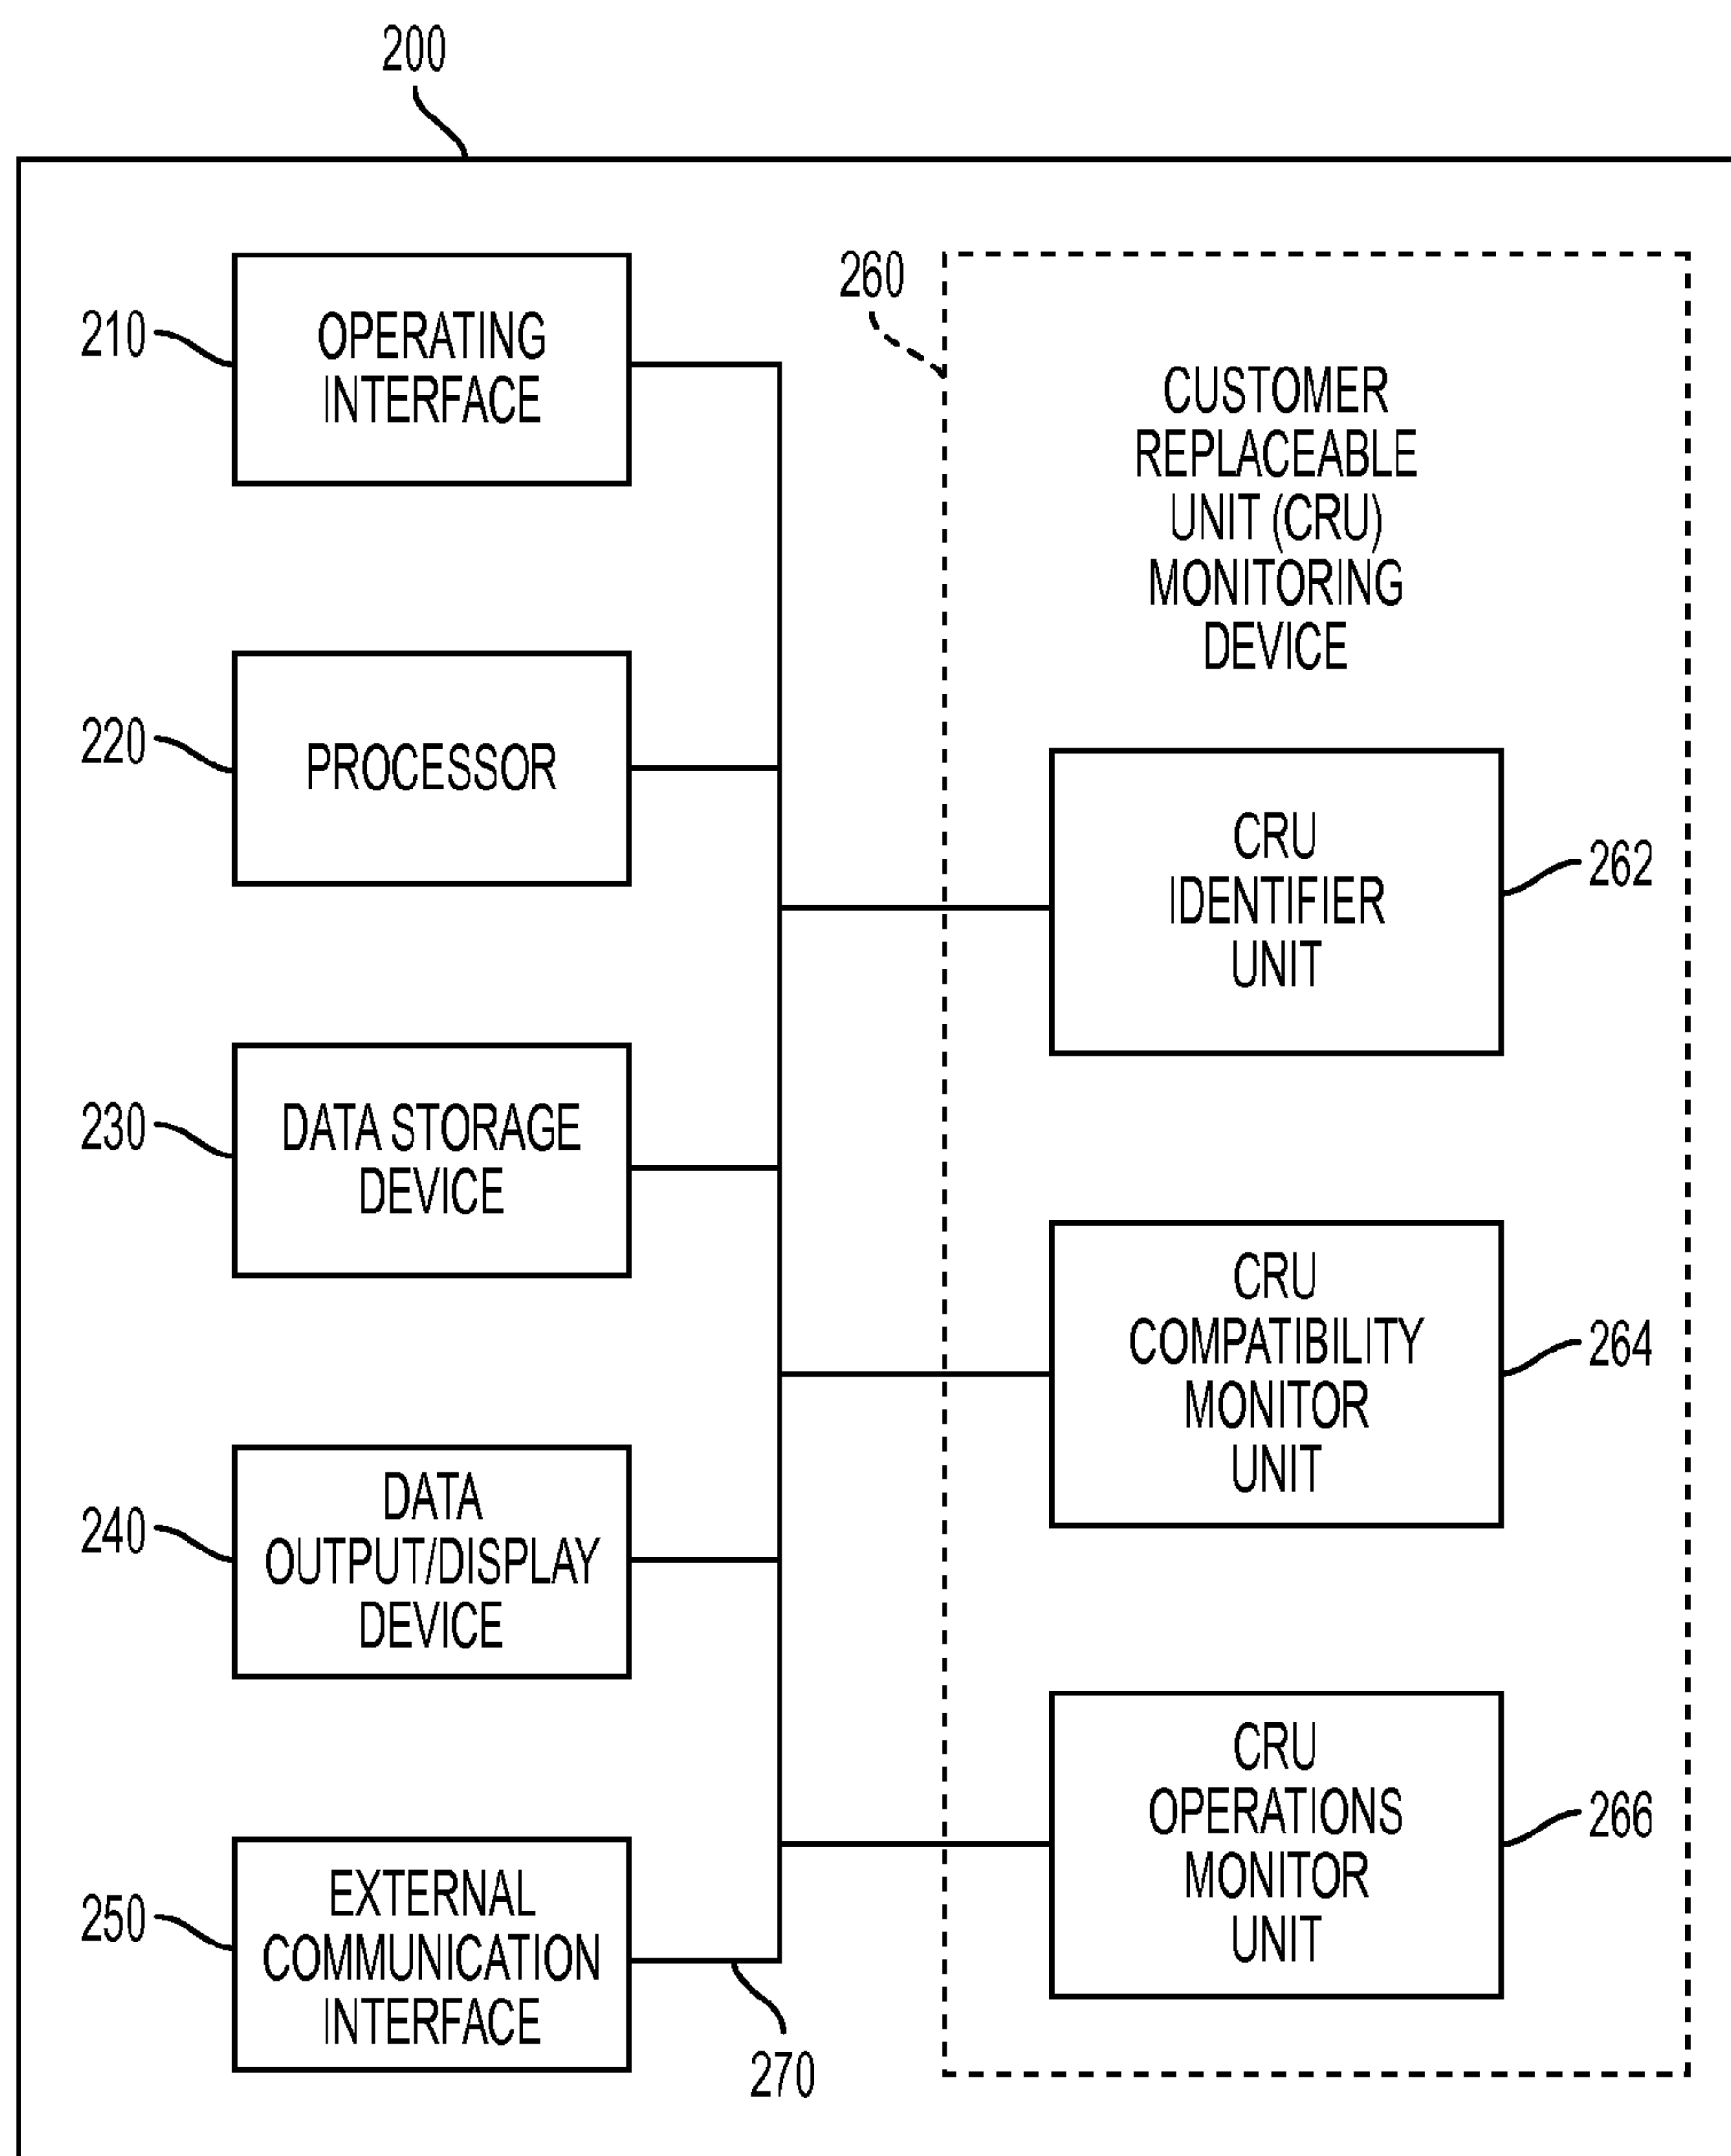 200
210
OPERATING
INTERFACE
220
PROCESSOR
230
DATA STORAGE
DEVICE
240
DATA
OUTPUT/DISPLAY
DEVICE
250
EXTERNAL
COMMUNICATION
INTERFACE
270
260
CUSTOMER
REPLACEABLE
UNIT (CRU)
MONITORING
DEVICE
CRU
IDENTIFIER
UNIT
262
CRU
COMPATIBILITY
MONITOR
UNIT
264
CRU
OPERATIONS
MONITOR
UNIT
266